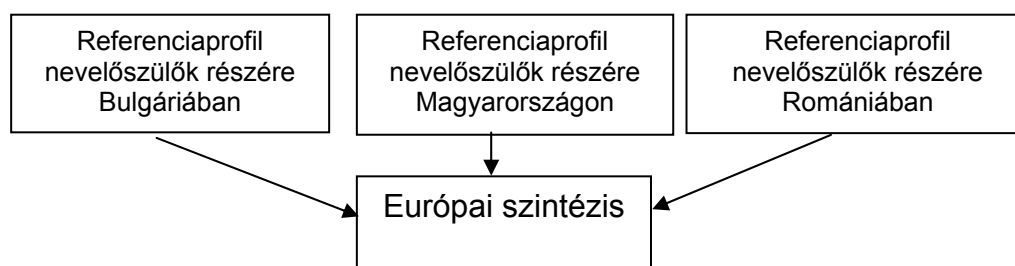 Referenciaprofil
nevelőszülők részére
Bulgáriában
Referenciaprofil
nevelőszülők részére
Magyarországon
Referenciaprofil
nevelőszülők részére
Romániában
Európai szintézis